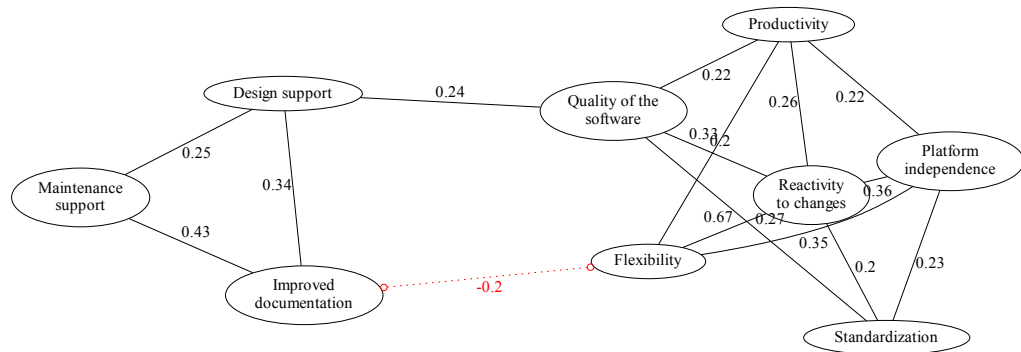 Productivity
0.22
Design support
0.24
Quality of the
software
0.26
0.22
0.33
0.2
0.25
Platform
independence
0.34
Maintenance
support
Reactivity
to changes
0.36
0.67
0.27
0.43
0.35
Flexibility
0.2
0.23
Improved
documentation
-0.2
Standardization